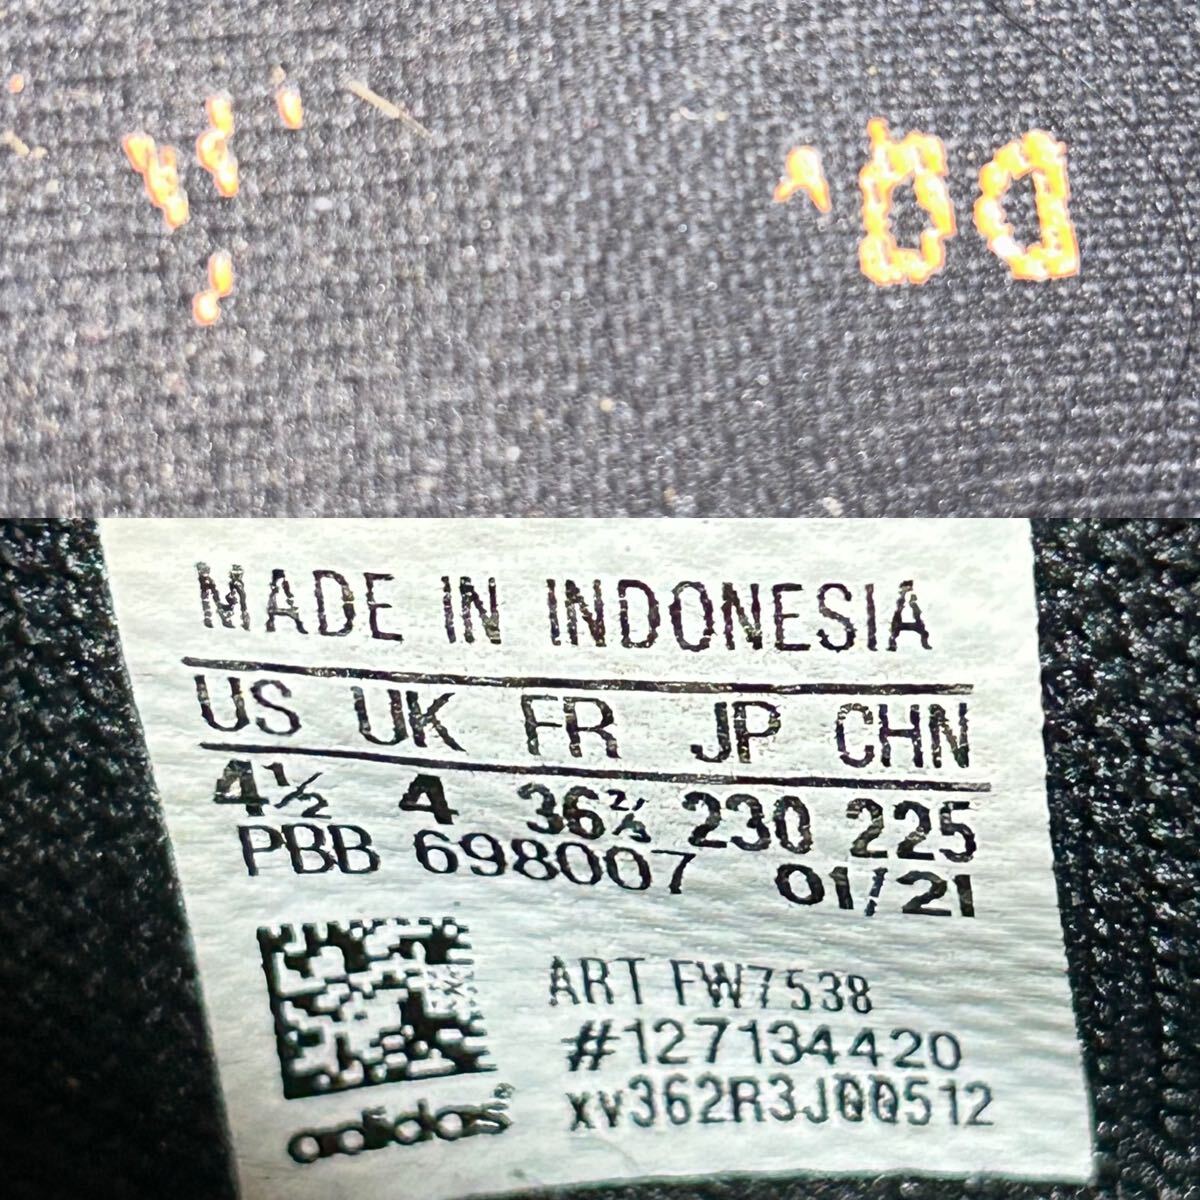 MADE IN INDONESIA
US UK FR JP CHN
4½ 4 36⅔ 230 225
PBB 698007 01/21
ART FW7538
#127134420
XV362R3J00512
adidas